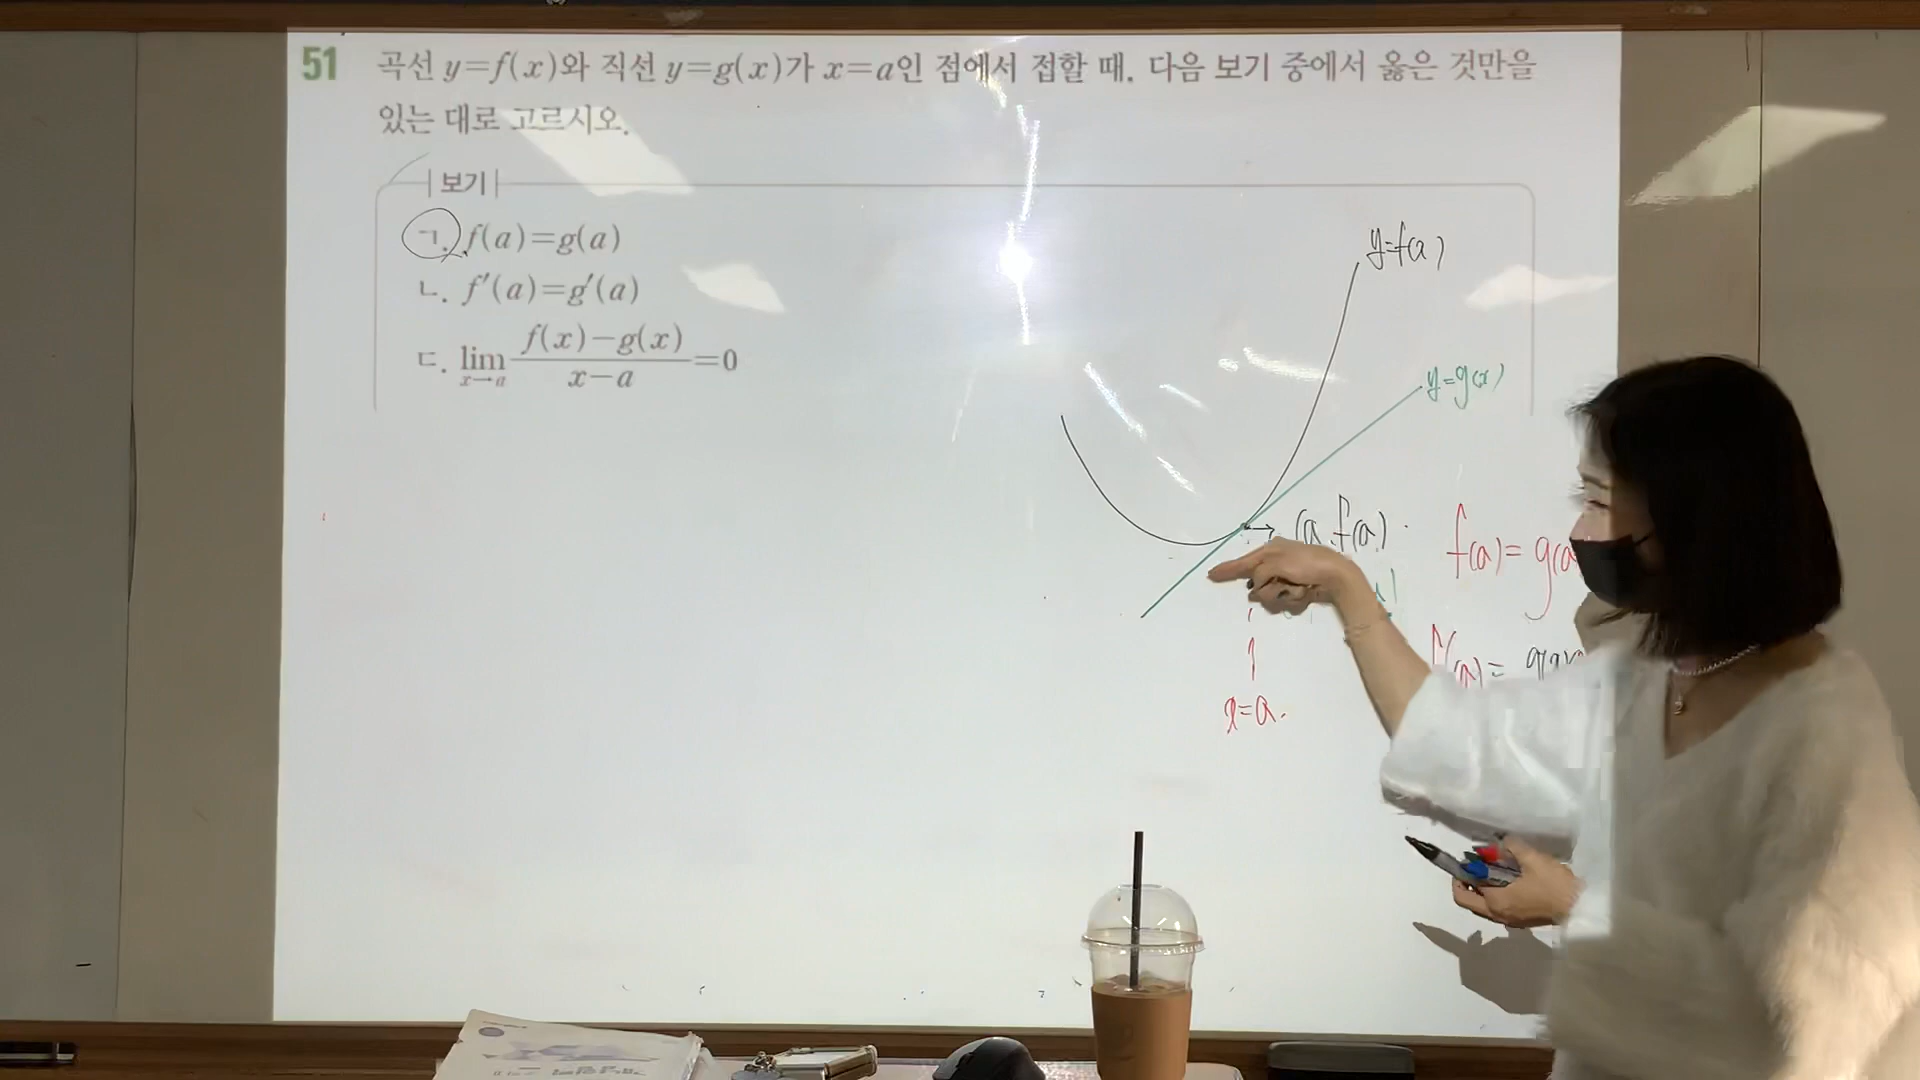 51 곡선 y=f(x)와 직선 y=g(x)가 x=a인 점에서 접할 때, 다음 보기 중에서 옳은 것만을
있는 대로 고르시오.
보기
ㄱ. f(a)=g(a)
ㄴ. f′(a)=g′(a)
ㄷ. lim x→a f(x)−g(x) / x−a =0
y=f(x)
y=g(x)
(a, f(a))
f(a)= g(a
x=a.